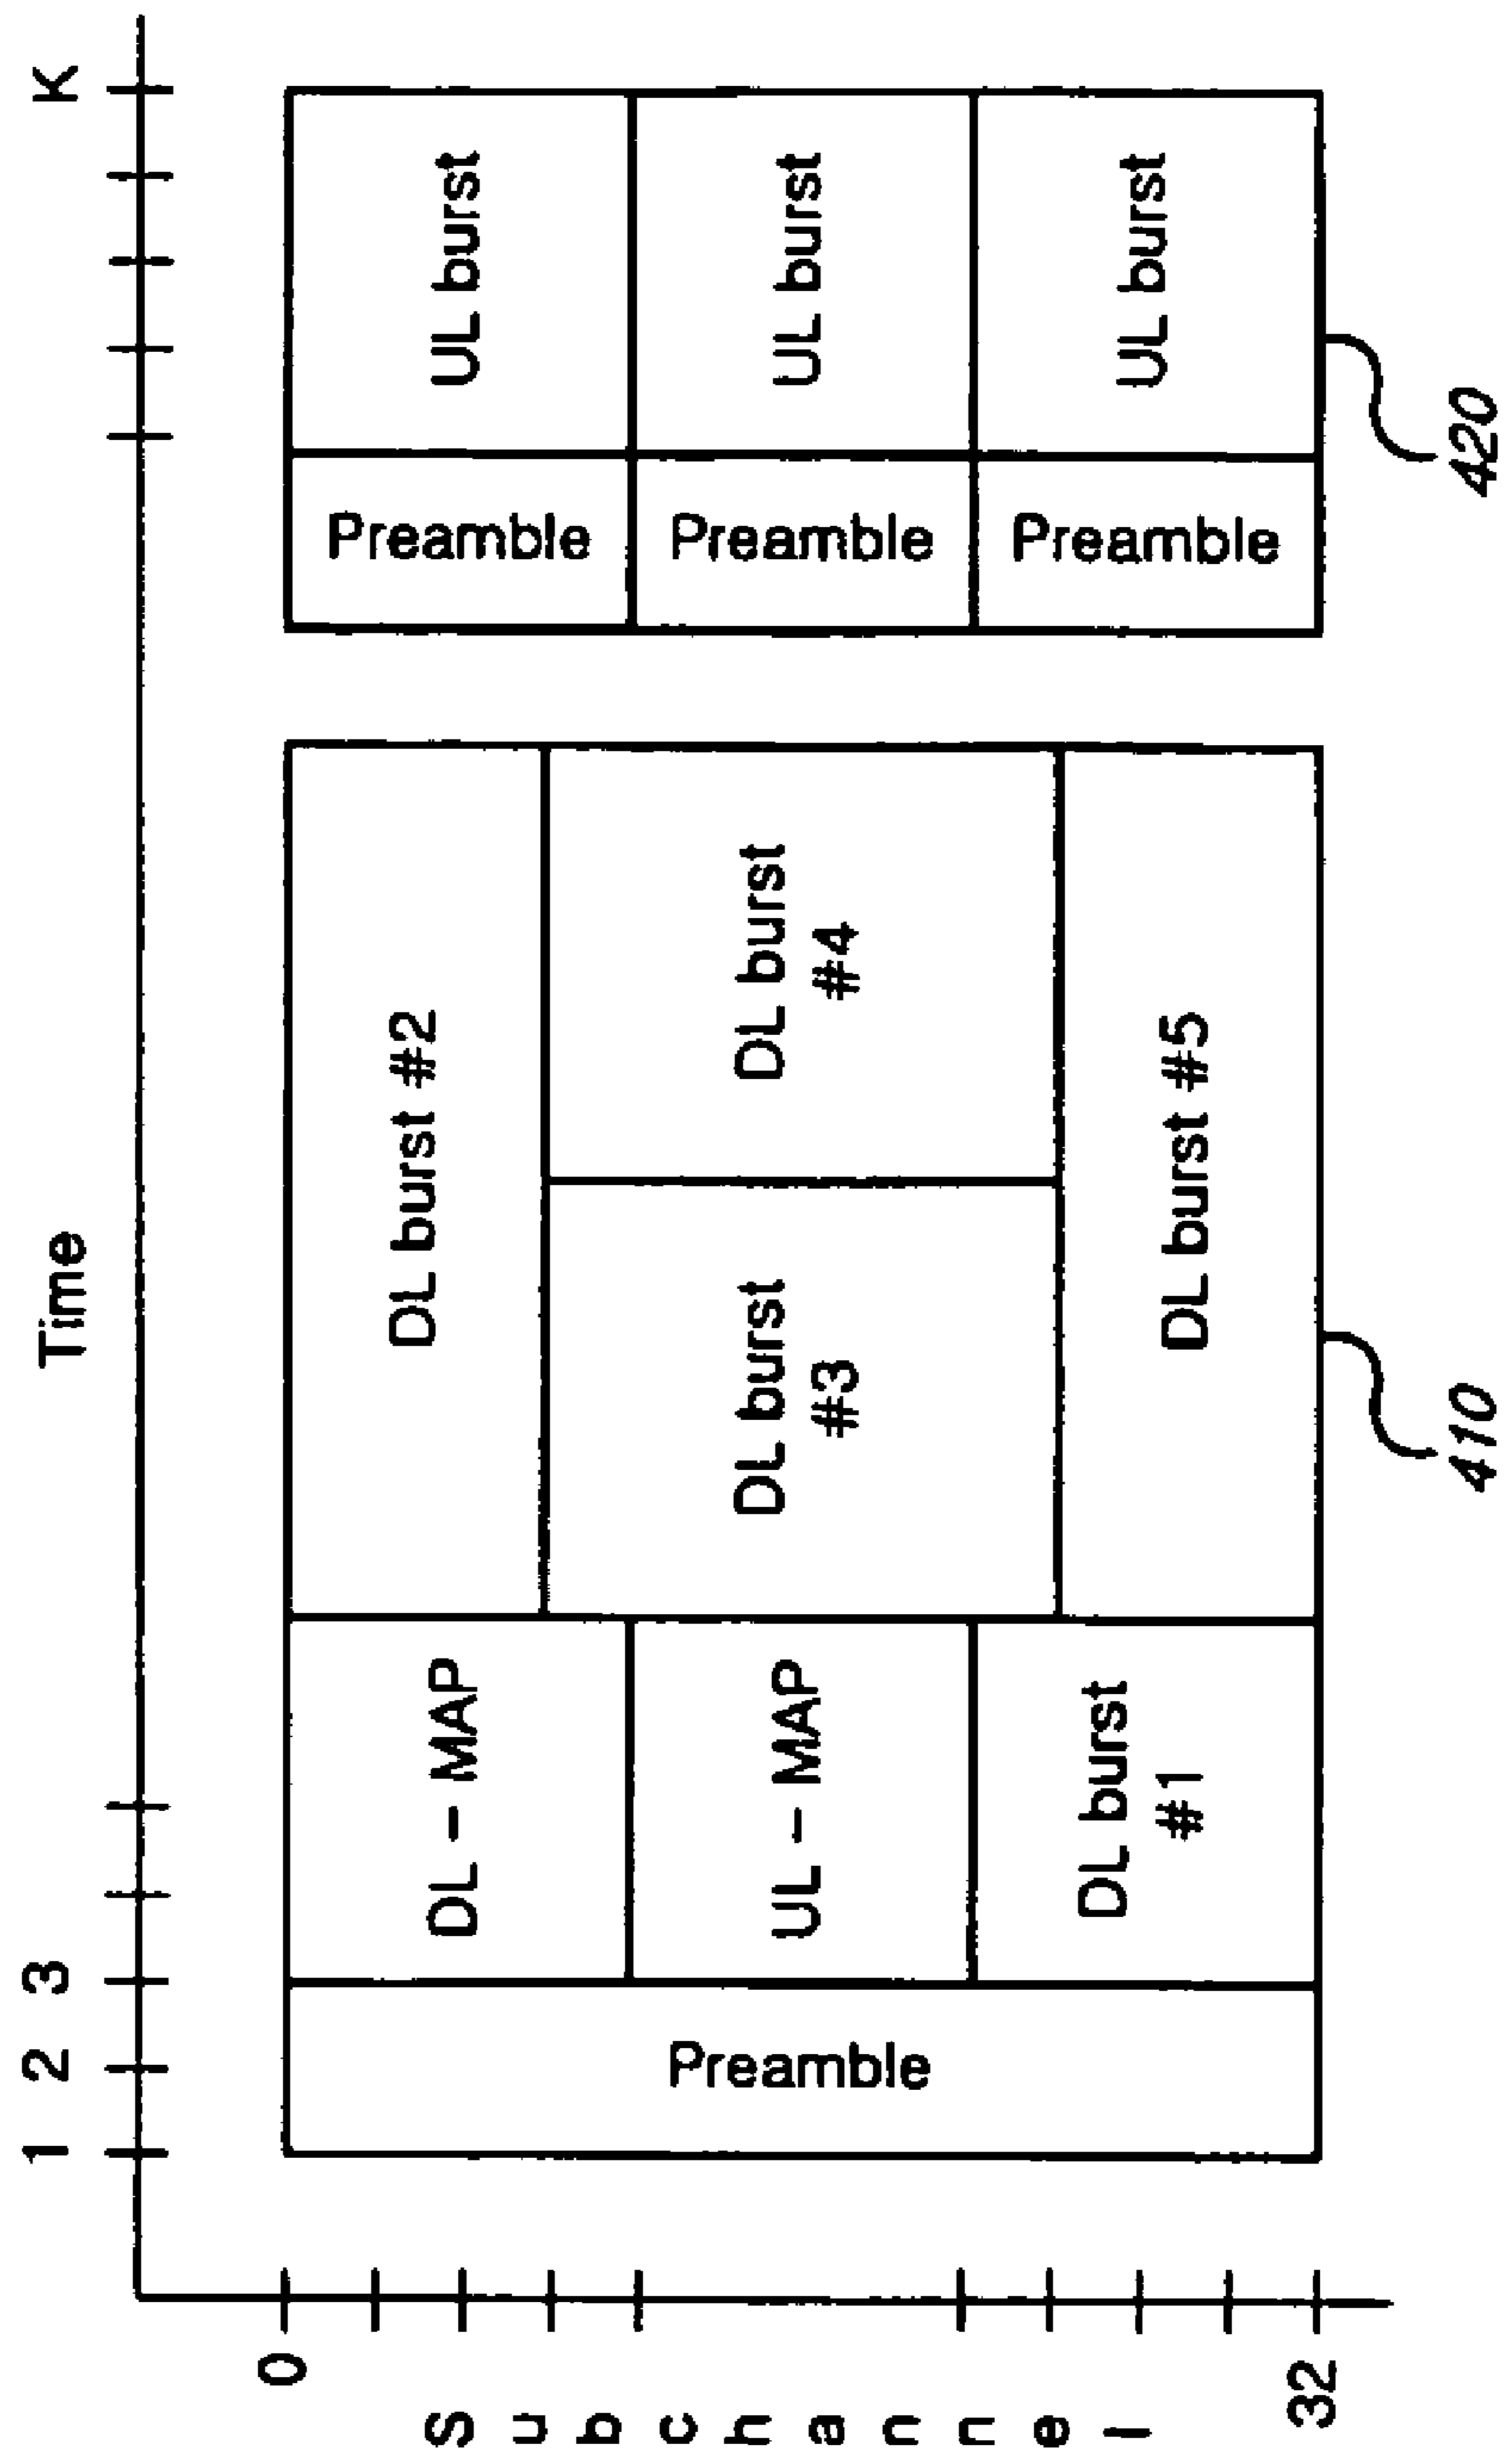 Time
1 2 3 K
Subchannel
0
32
Preamble
DL - MAP
UL - MAP
DL burst
#1
DL burst #2
DL burst
#3
DL burst
#4
DL burst #5
Preamble
UL burst
Preamble
UL burst
Preamble
UL burst
410
420